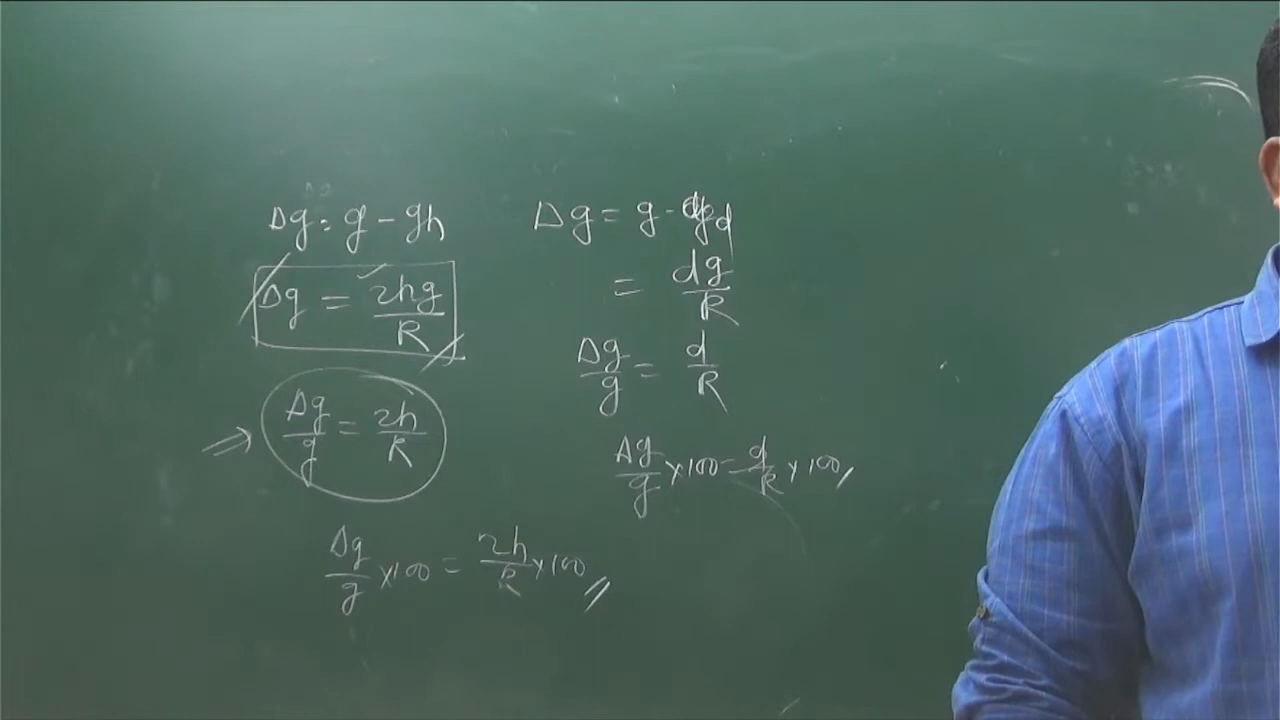 Δg = g - gh
Δg = 2hg/R
⇒ Δg/g = 2h/R
Δg/g × 100 = 2h/R × 100
Δg = g - gd
= dg/R
Δg/g = d/R
Δg/g × 100 = d/R × 100